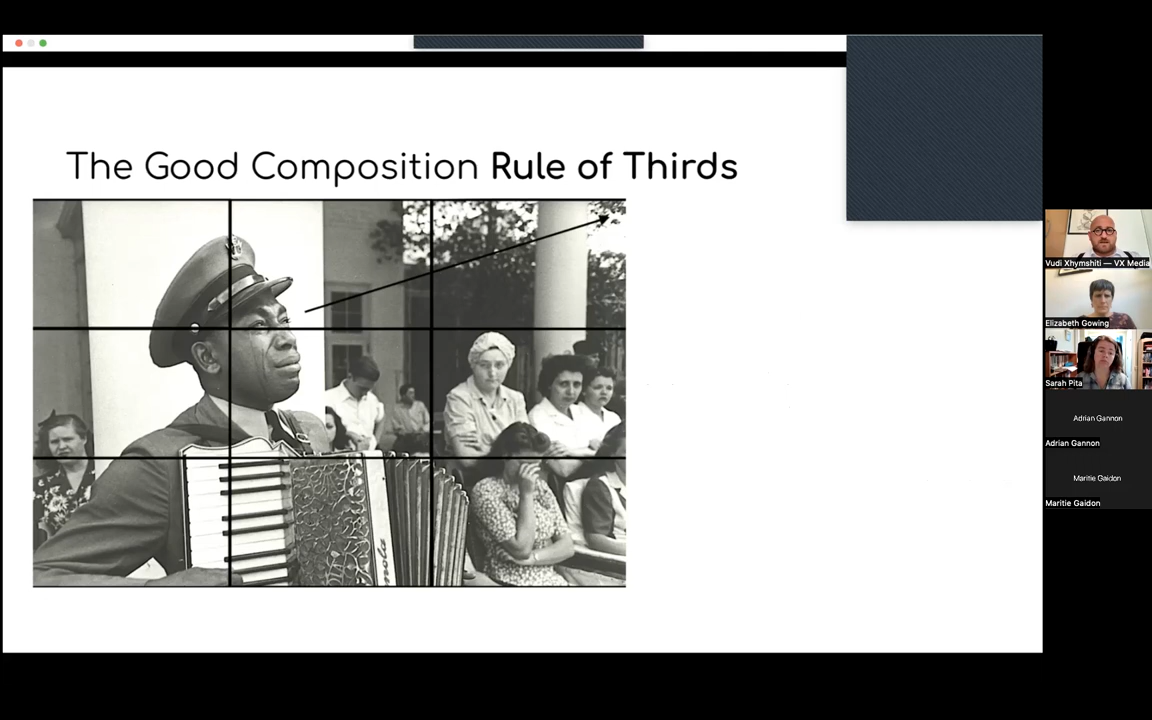 The Good Composition Rule of Thirds
Vudi Xhymshiti — VX Media
Elizabeth Gowing
Sarah Pita
Adrian Gannon
Adrian Gannon
Maritie Gaidon
Maritie Gaidon